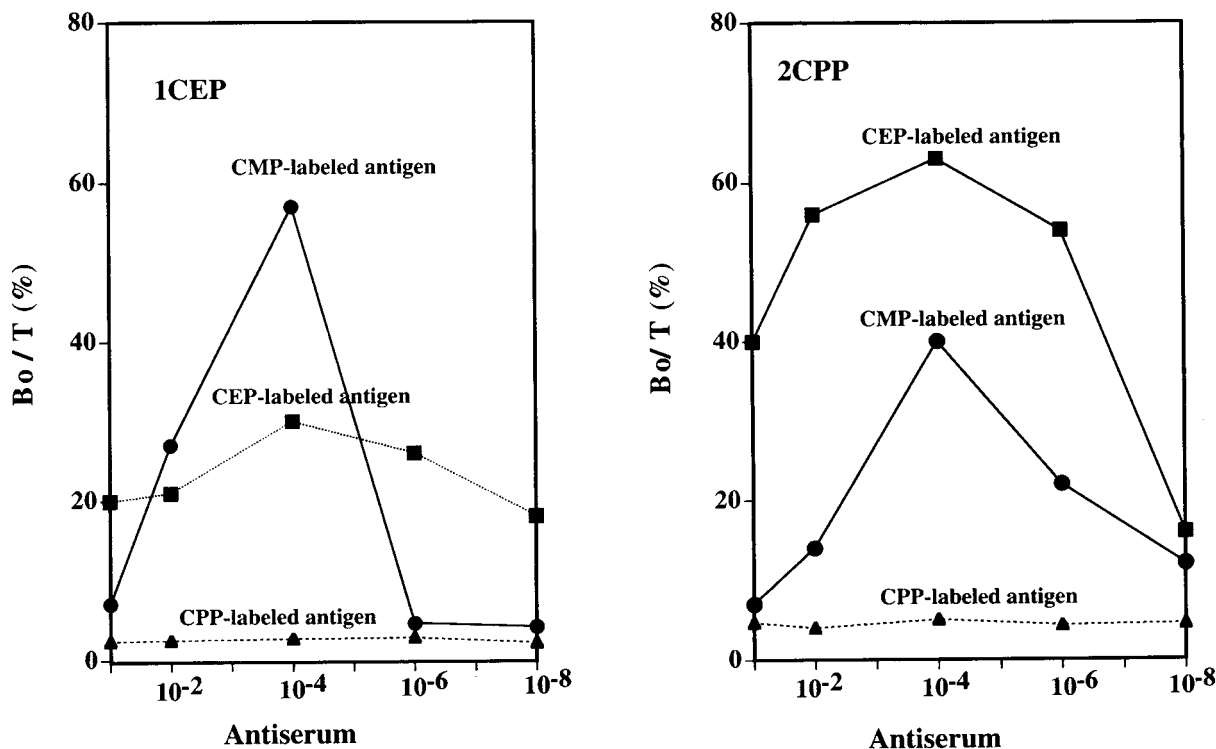 1CEP
80
60
40
20
0
Bo / T (%)
CMP-labeled antigen
CEP-labeled antigen
CPP-labeled antigen
10-2
10-4
10-6
10-8
Antiserum
2CPP
80
60
40
20
0
Bo/ T (%)
CEP-labeled antigen
CMP-labeled antigen
CPP-labeled antigen
10-2
10-4
10-6
10-8
Antiserum